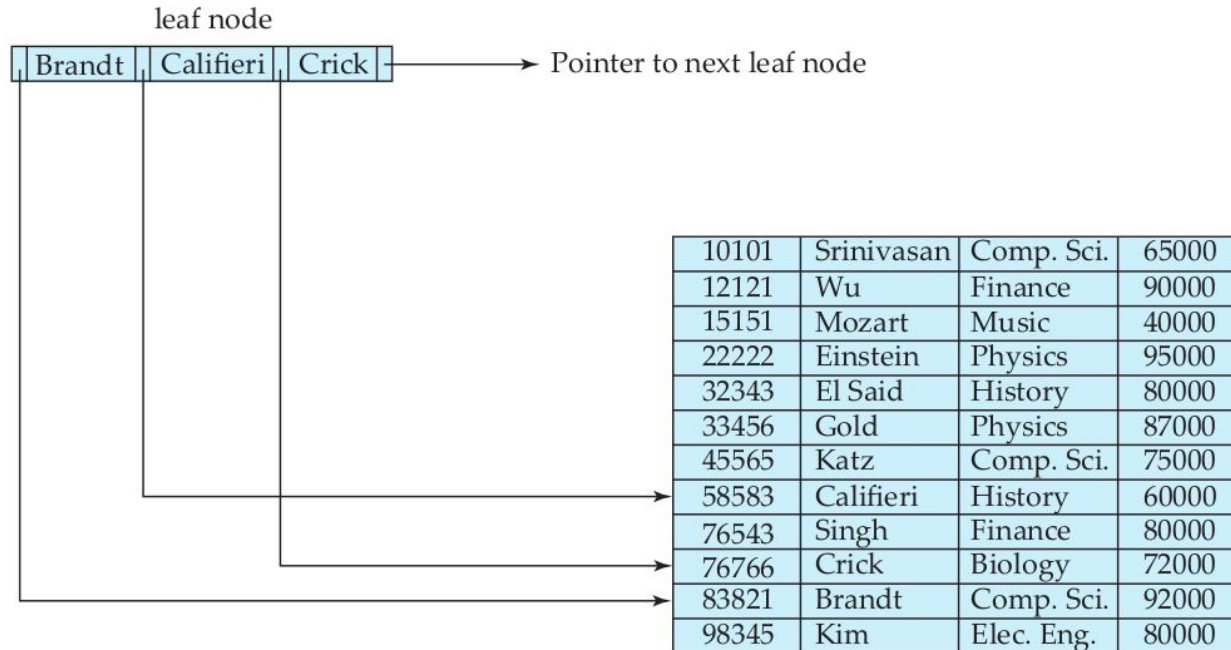 leaf node
Brandt Califieri Crick Pointer to next leaf node
10101 Srinivasan Comp. Sci. 65000
12121 Wu Finance 90000
15151 Mozart Music 40000
22222 Einstein Physics 95000
32343 El Said History 80000
33456 Gold Physics 87000
45565 Katz Comp. Sci. 75000
58583 Califieri History 60000
76543 Singh Finance 80000
76766 Crick Biology 72000
83821 Brandt Comp. Sci. 92000
98345 Kim Elec. Eng. 80000